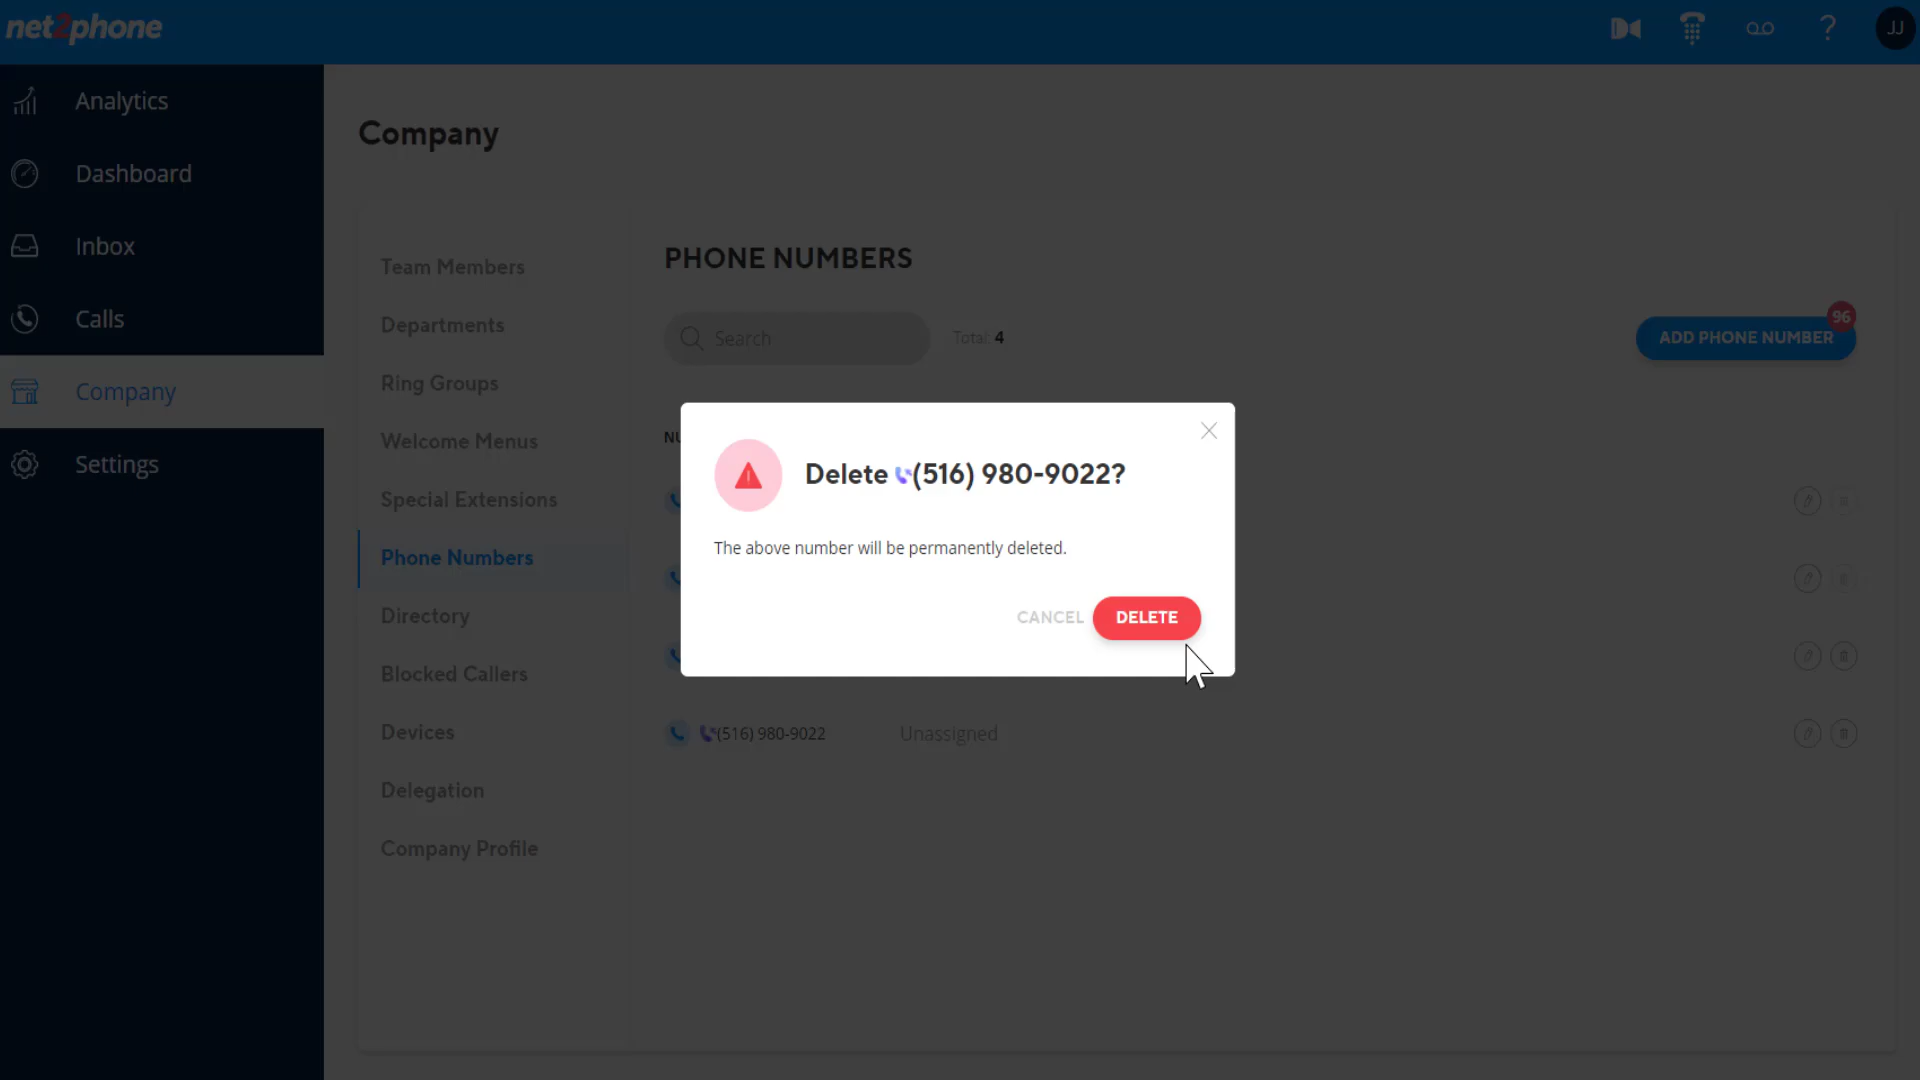 net2phone
JJ
Analytics
Dashboard
Inbox
Calls
Company
Settings
Company
Team Members
Departments
Ring Groups
Welcome Menus
Special Extensions
Phone Numbers
Directory
Blocked Callers
Devices
Delegation
Company Profile
PHONE NUMBERS
Search
Total: 4
96
ADD PHONE NUMBER
Delete (516) 980-9022?
The above number will be permanently deleted.
CANCEL DELETE
(516) 980-9022 Unassigned